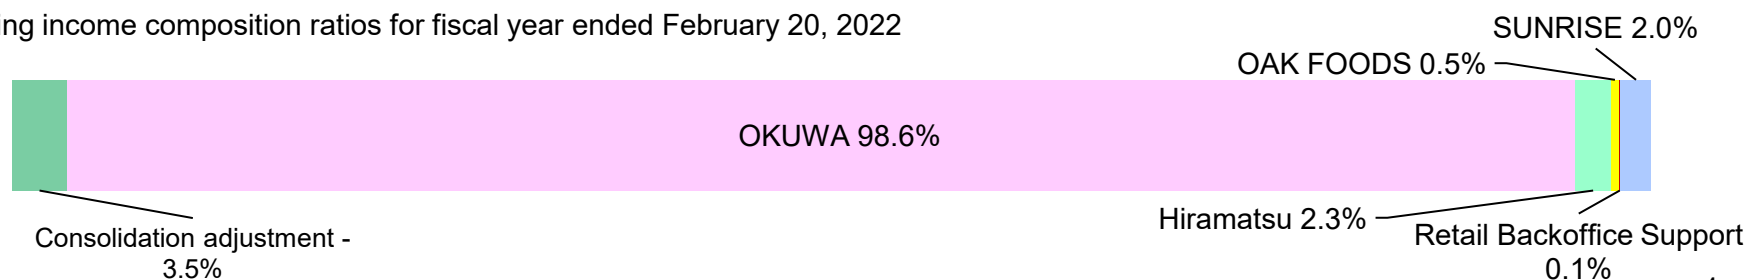 ing income composition ratios for fiscal year ended February 20, 2022
SUNRISE 2.0%
OAK FOODS 0.5%
OKUWA 98.6%
Hiramatsu 2.3%
Retail Backoffice Support
0.1%
Consolidation adjustment -
3.5%